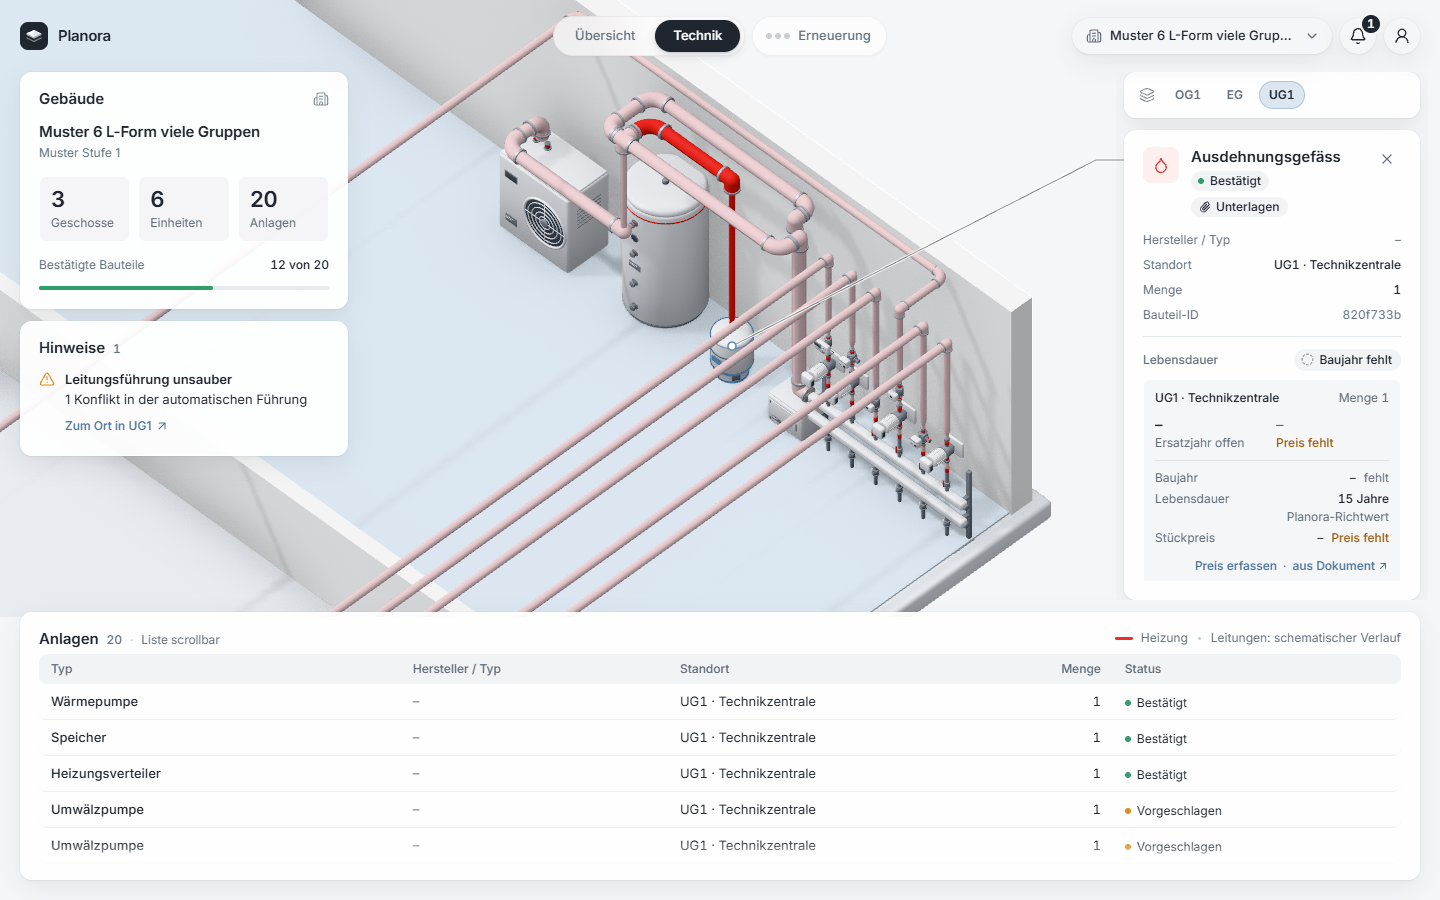 Planora
Übersicht
Technik
Erneuerung
Muster 6 L-Form viele Grup...
1
Gebäude
Muster 6 L-Form viele Gruppen
Muster Stufe 1
3 6 20
Geschosse Einheiten Anlagen
Bestätigte Bauteile 12 von 20
Hinweise 1
Leitungsführung unsauber
1 Konflikt in der automatischen Führung
Zum Ort in UG1
OG1 EG UG1
Ausdehnungsgefäss
Bestätigt
Unterlagen
Hersteller / Typ –
Standort UG1 · Technikzentrale
Menge 1
Bauteil-ID 820f733b
Lebensdauer Baujahr fehlt
UG1 · Technikzentrale Menge 1
– –
Ersatzjahr offen Preis fehlt
Baujahr – fehlt
Lebensdauer 15 Jahre
Planora-Richtwert
Stückpreis – Preis fehlt
Preis erfassen · aus Dokument
Anlagen 20 · Liste scrollbar
Heizung · Leitungen: schematischer Verlauf
Typ Hersteller / Typ Standort Menge Status
Wärmepumpe – UG1 · Technikzentrale 1 Bestätigt
Speicher – UG1 · Technikzentrale 1 Bestätigt
Heizungsverteiler – UG1 · Technikzentrale 1 Bestätigt
Umwälzpumpe – UG1 · Technikzentrale 1 Vorgeschlagen
Umwälzpumpe – UG1 · Technikzentrale 1 Vorgeschlagen